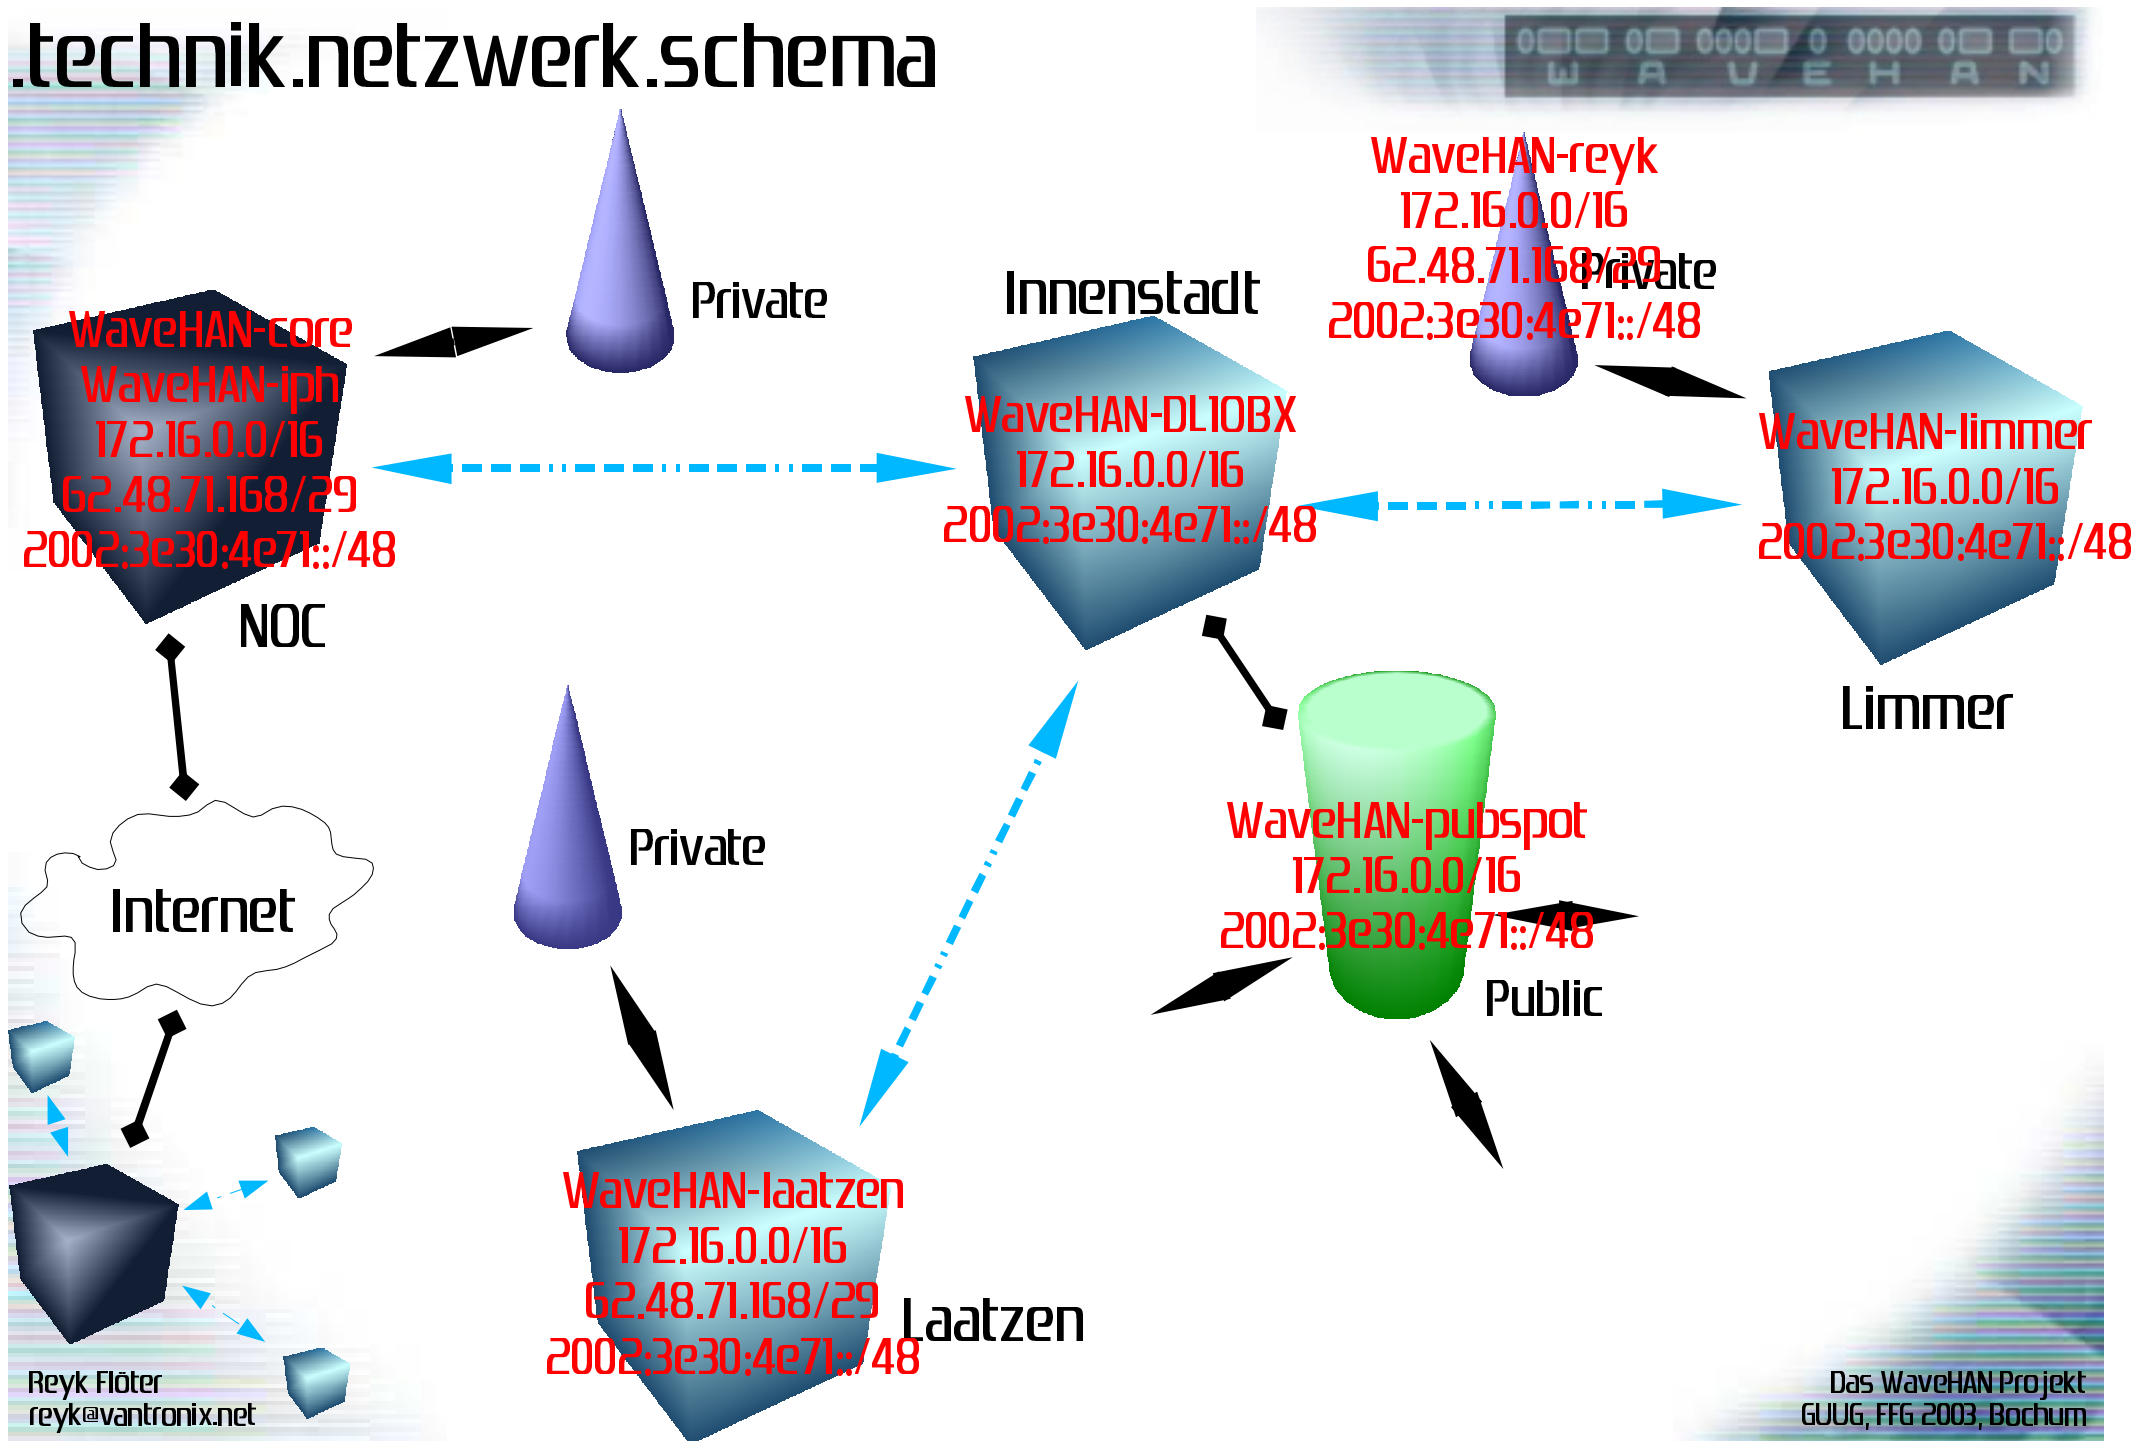 .technik.netzwerk.schema
W A V E H A N
WaveHAN-reyk
172.16.0.0/16
62.48.71.168/29
2002:3e30:4e71::/48
Private
Private
Innenstadt
WaveHAN-core
WaveHAN-iph
172.16.0.0/16
62.48.71.168/29
2002:3e30:4e71::/48
NOC
WaveHAN-DL1OBX
172.16.0.0/16
2002:3e30:4e71::/48
WaveHAN-limmer
172.16.0.0/16
2002:3e30:4e71::/48
Limmer
Private
WaveHAN-pubspot
172.16.0.0/16
2002:3e30:4e71::/48
Public
Internet
WaveHAN-laatzen
172.16.0.0/16
62.48.71.168/29
2002:3e30:4e71::/48
Laatzen
Reyk Flöter
reyk@vantronix.net
Das WaveHAN Projekt
GUUG, FFG 2003, Bochum